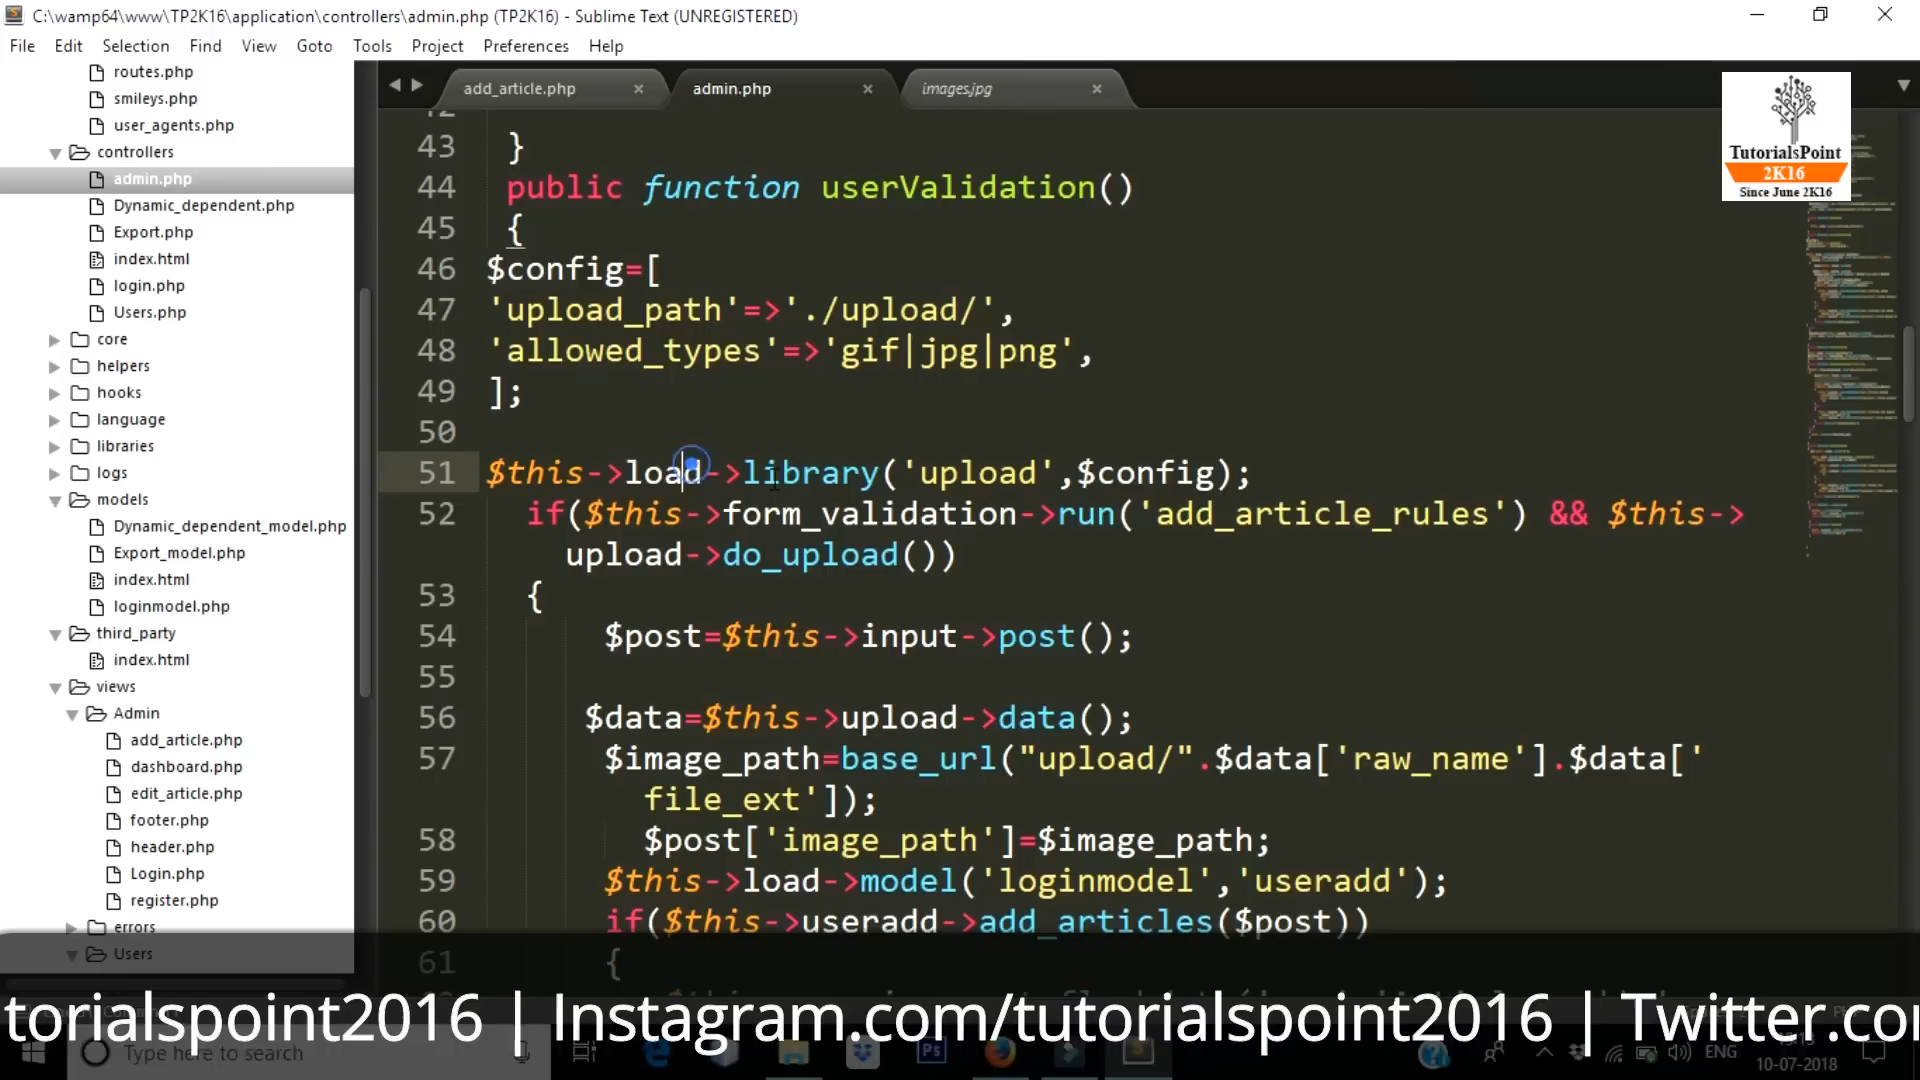 C:\wamp64\www\TP2K16\application\controllers\admin.php (TP2K16) - Sublime Text (UNREGISTERED)
File Edit Selection Find View Goto Tools Project Preferences Help
routes.php
smileys.php
user_agents.php
controllers
admin.php
Dynamic_dependent.php
Export.php
index.html
login.php
Users.php
core
helpers
hooks
language
libraries
logs
models
Dynamic_dependent_model.php
Export_model.php
index.html
loginmodel.php
third_party
index.html
views
Admin
add_article.php
dashboard.php
edit_article.php
footer.php
header.php
Login.php
register.php
errors
Users
add_article.php admin.php images.jpg
TutorialsPoint
2K16
Since June 2K16
43 }
44 public function userValidation()
45 {
46 $config=[
47 'upload_path'=>'./upload/',
48 'allowed_types'=>'gif|jpg|png',
49 ];
50
51 $this->load->library('upload',$config);
52 if($this->form_validation->run('add_article_rules') && $this->
upload->do_upload())
53 {
54 $post=$this->input->post();
55
56 $data=$this->upload->data();
57 $image_path=base_url("upload/".$data['raw_name'].$data['
file_ext']);
58 $post['image_path']=$image_path;
59 $this->load->model('loginmodel','useradd');
60 if($this->useradd->add_articles($post))
61 {
torialspoint2016 | Instagram.com/tutorialspoint2016 | Twitter.co
Type here to search
ENG
10-07-2018